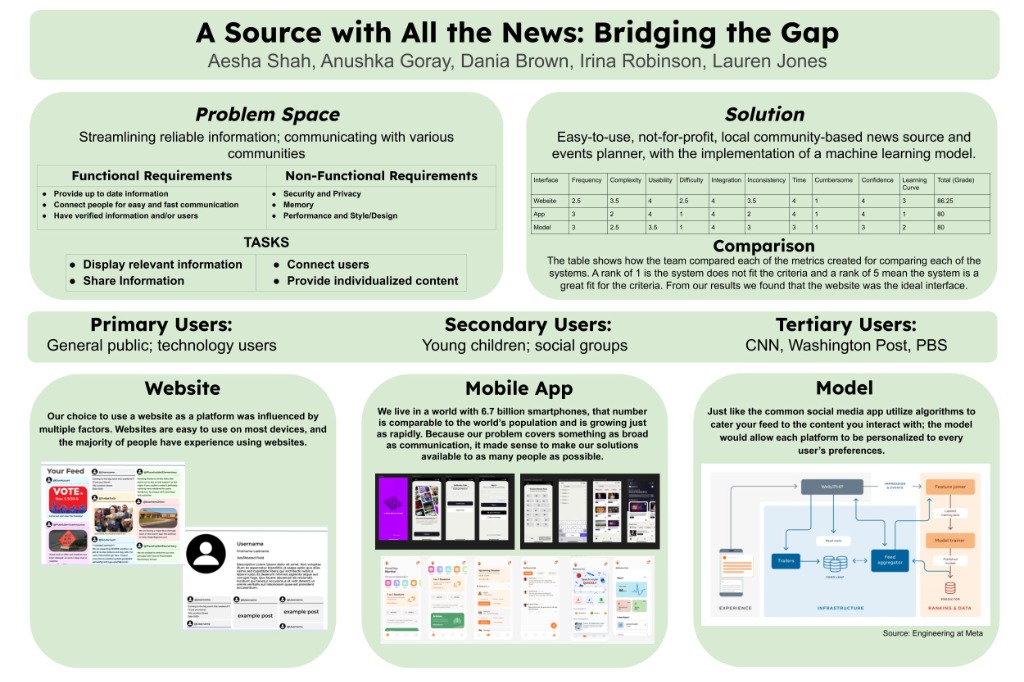 A Source with All the News: Bridging the Gap
Aesha Shah, Anushka Goray, Dania Brown, Irina Robinson, Lauren Jones
Problem Space
Streamlining reliable information; communicating with various
communities
Functional Requirements
Provide up to date information
Connect people for easy and fast communication
Have verified information and/or users
Non-Functional Requirements
Security and Privacy
Memory
Performance and Style/Design
TASKS
Display relevant information
Share Information
Connect users
Provide individualized content
Solution
Easy-to-use, not-for-profit, local community-based news source and
events planner, with the implementation of a machine learning model.
Interface Frequency Complexity Usability Difficulty Integration Inconsistency Time Cumbersome Confidence Learning Curve Total (Grade)
Website 2.5 3.5 4 2.5 4 3.5 4 1 4 3 86.25
App 3 2 4 1 4 2 4 1 4 1 80
Model 3 2.5 3.5 1 4 3 3 1 3 2 80
Comparison
The table shows how the team compared each of the metrics created for comparing each of the
systems. A rank of 1 is the system does not fit the criteria and a rank of 5 mean the system is a
great fit for the criteria. From our results we found that the website was the ideal interface.
Primary Users:
General public; technology users
Secondary Users:
Young children; social groups
Tertiary Users:
CNN, Washington Post, PBS
Website
Our choice to use a website as a platform was influenced by
multiple factors. Websites are easy to use on most devices, and
the majority of people have experience using websites.
Your Feed
VOTE.
Username
example post
example post
Mobile App
We live in a world with 6.7 billion smartphones, that number
is comparable to the world's population and is growing just
as rapidly. Because our problem covers something as broad
as communication, it made sense to make our solutions
available to as many people as possible.
Model
Just like the common social media app utilize algorithms to
cater your feed to the content you interact with; the model
would allow each platform to be personalized to every
user's preferences.
WEB/PHP
Feature joiner
Model trainer
Tailers
Feed
aggregator
PREDICTOR
EXPERIENCE
INFRASTRUCTURE
RANKING & DATA
Source: Engineering at Meta